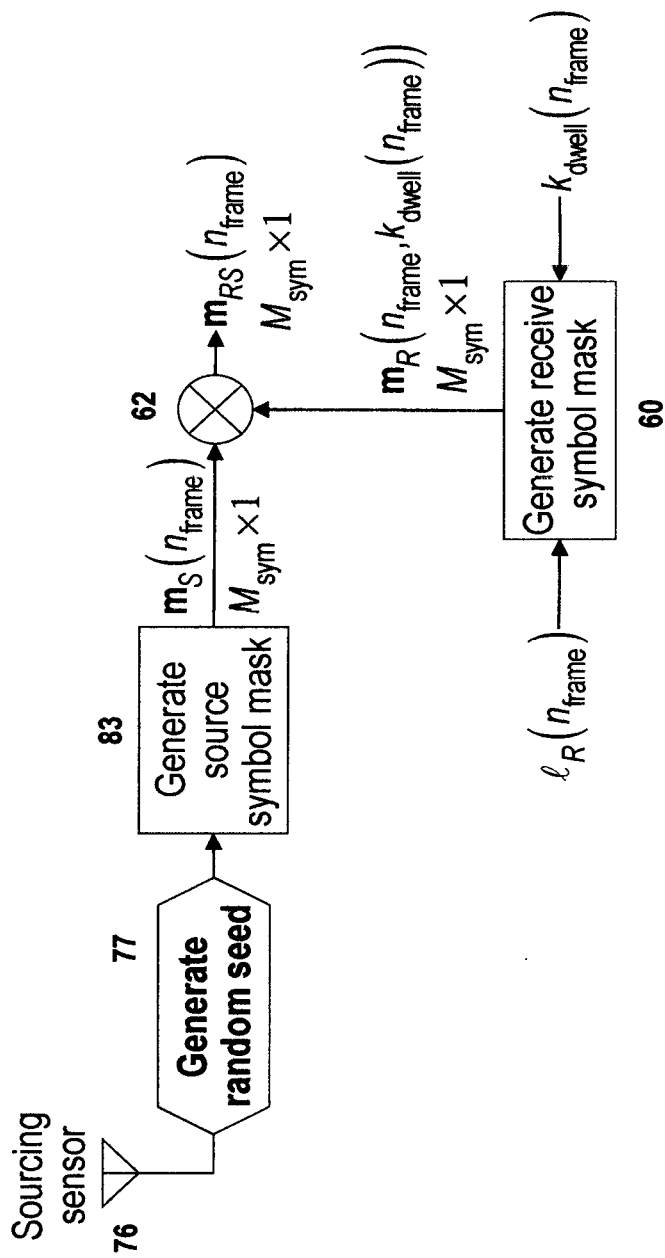 Sourcing
sensor
76
77
Generate
random seed
83
Generate
source
symbol mask
m_S(n_frame)
M_sym × 1
62
m_RS(n_frame)
M_sym × 1
m_R(n_frame, k_dwell(n_frame))
M_sym × 1
ℓ_R(n_frame)
Generate receive
symbol mask
60
k_dwell(n_frame)